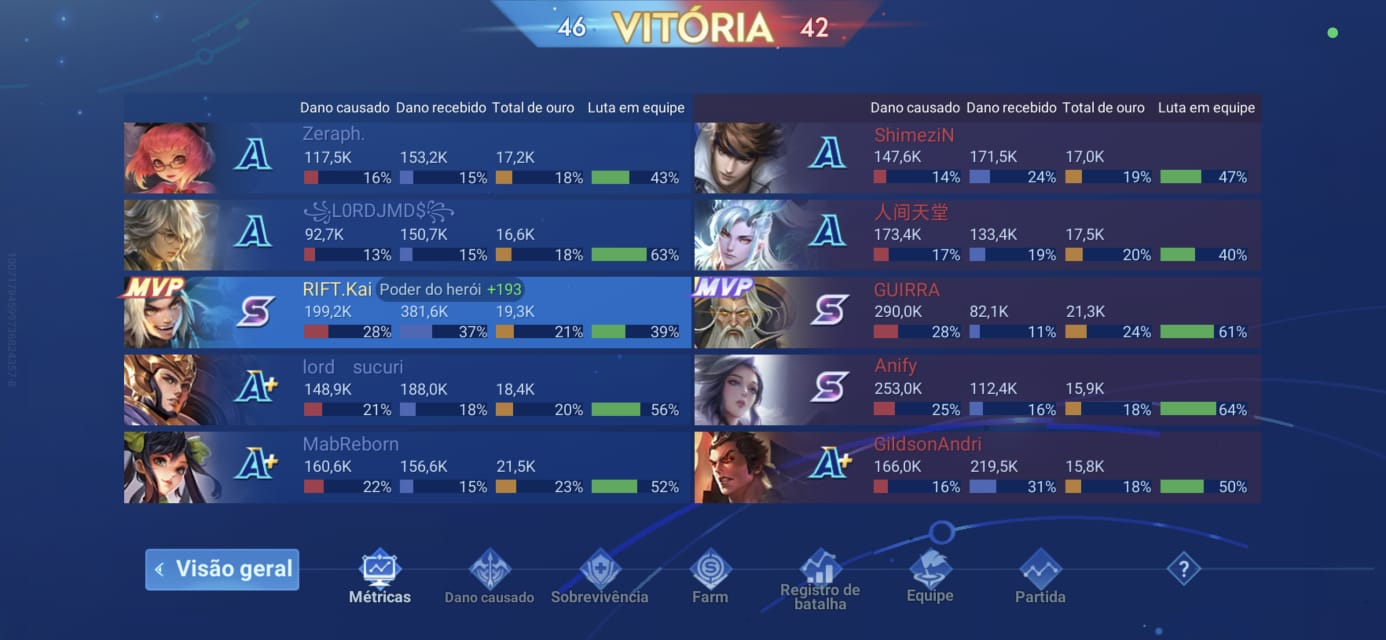 46 VITÓRIA 42
Dano causado Dano recebido Total de ouro Luta em equipe
Zeraph.
A
117,5K 153,2K 17,2K
16% 15% 18% 43%
꧁L0RDJMD$꧂
A
92,7K 150,7K 16,6K
13% 15% 18% 63%
MVP
RIFT.Kai Poder do herói +193
S
199,2K 381,6K 19,3K
28% 37% 21% 39%
lord sucuri
A+
148,9K 188,0K 18,4K
21% 18% 20% 56%
MabReborn
A+
160,6K 156,6K 21,5K
22% 15% 23% 52%
Dano causado Dano recebido Total de ouro Luta em equipe
ShimeziN
A
147,6K 171,5K 17,0K
14% 24% 19% 47%
人间天堂
A
173,4K 133,4K 17,5K
17% 19% 20% 40%
MVP
GUIRRA
S
290,0K 82,1K 21,3K
28% 11% 24% 61%
Anify
S
253,0K 112,4K 15,9K
25% 16% 18% 64%
GildsonAndri
A+
166,0K 219,5K 15,8K
16% 31% 18% 50%
Visão geral
Métricas
Dano causado
Sobrevivência
Farm
Registro de
batalha
Equipe
Partida
?